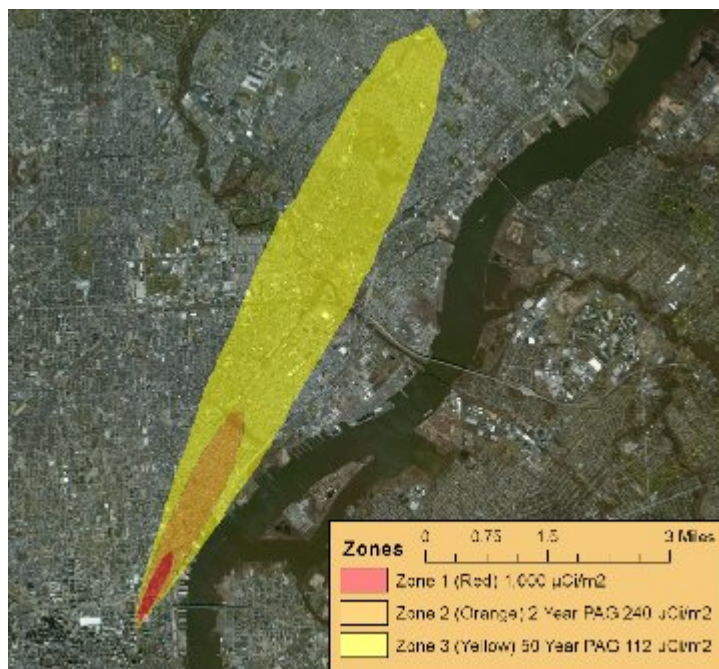 Zones
0 0.75 1.5 3 Miles
Zone 1 (Red) 1,000 µCi/m2
Zone 2 (Orange) 2 Year PAG 240 µCi/m2
Zone 3 (Yellow) 50 Year PAG 112 µCi/m2